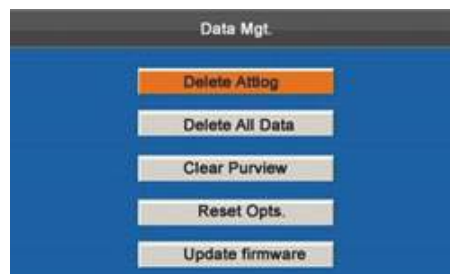 Data Mgt.
Delete Attlog
Delete All Data
Clear Purview
Reset Opts.
Update firmware